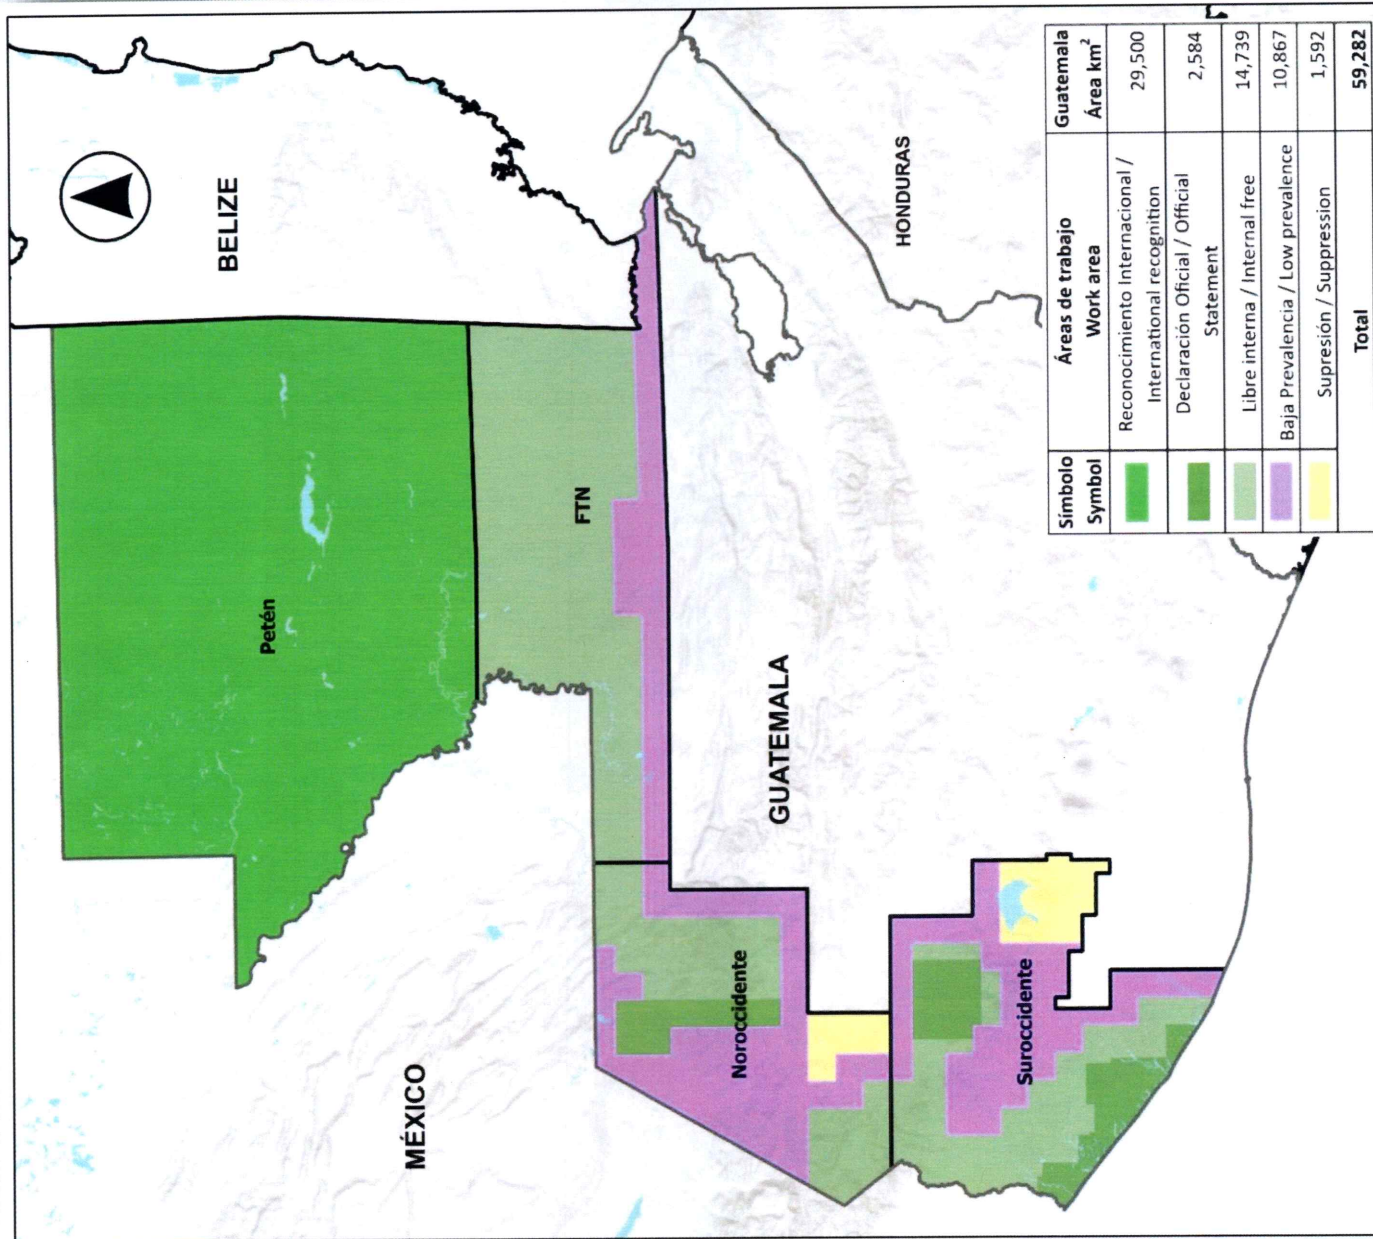 BELIZE
Petén
FTN
MÉXICO
GUATEMALA
HONDURAS
Noroccidente
Suroccidente
Símbolo
Symbol
Áreas de trabajo
Work area
Guatemala
Área km²
Reconocimiento Internacional /
International recognition
29,500
Declaración Oficial / Official
Statement
2,584
Libre interna / Internal free
14,739
Baja Prevalencia / Low prevalence
10,867
Supresión / Suppression
1,592
Total
59,282